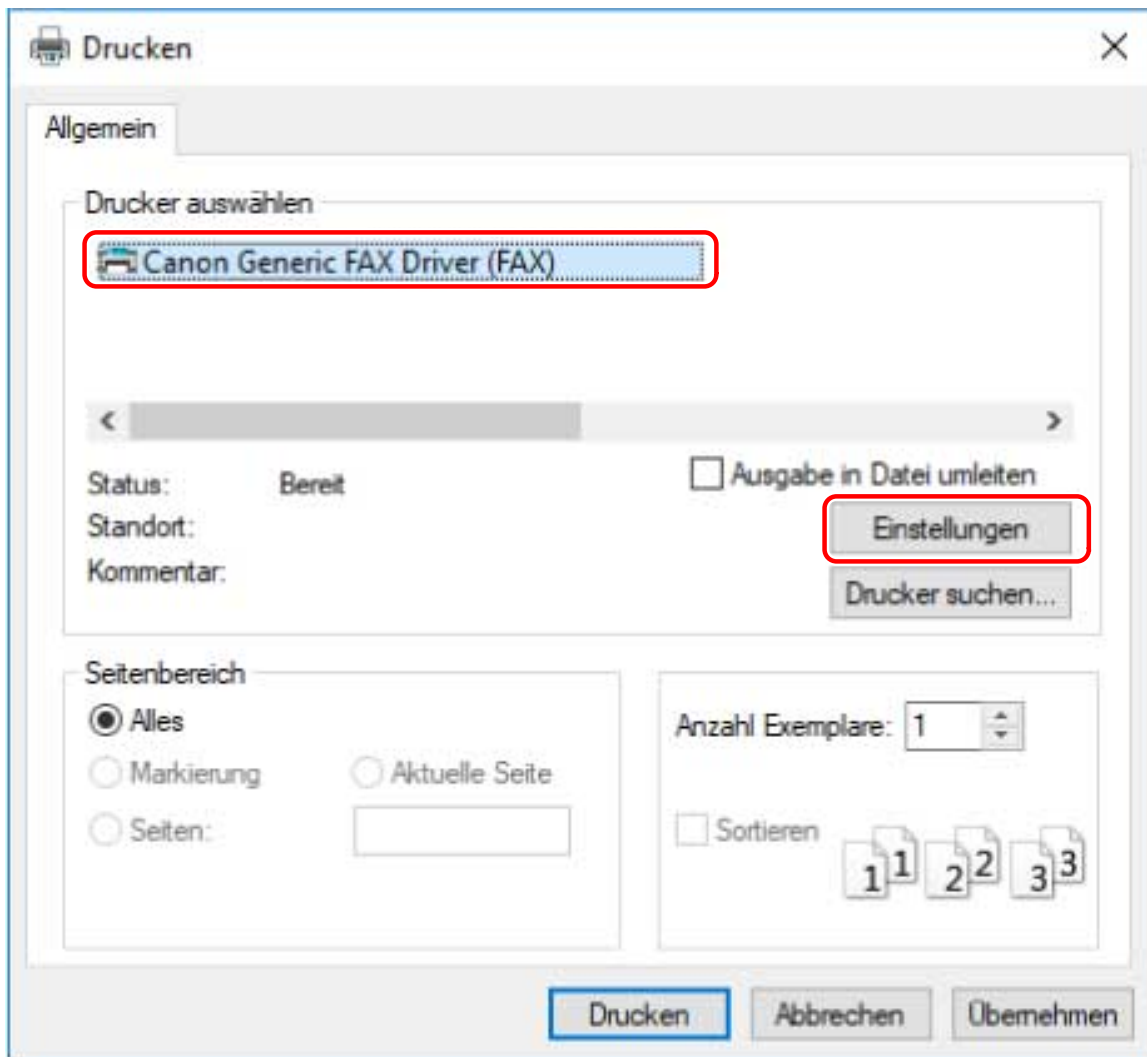 Drucken
Allgemein
Drucker auswählen
Canon Generic FAX Driver (FAX)
Status: Bereit
Ausgabe in Datei umleiten
Standort:
Einstellungen
Kommentar:
Drucker suchen...
Seitenbereich
Alles
Anzahl Exemplare: 1
Markierung Aktuelle Seite
Seiten:
Sortieren
1 1 2 2 3 3
Drucken Abbrechen Übernehmen